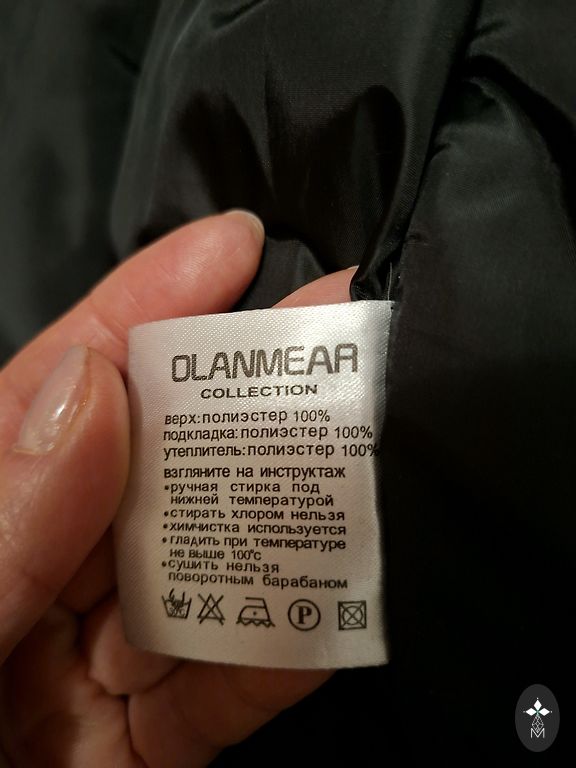 OLANMEAR
COLLECTION
верх:полиэстер 100%
подкладка:полиэстер 100%
утеплитель:полиэстер 100%
взгляните на инструктаж
•ручная стирка под
нижней температурой
•стирать хлором нельзя
•химчистка используется
•гладить при температуре
не выше 100°c
•сушить нельзя
поворотным барабаном
P